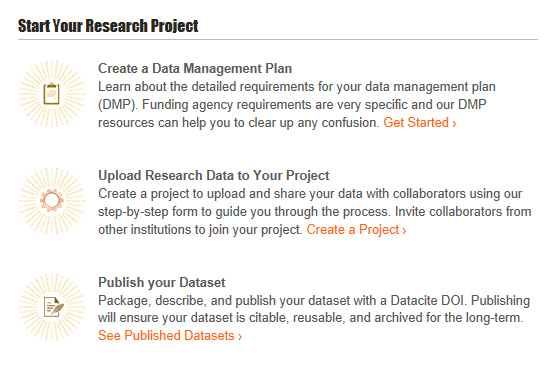 Start Your Research Project
Create a Data Management Plan
Learn about the detailed requirements for your data management plan
(DMP). Funding agency requirements are very specific and our DMP
resources can help you to clear up any confusion. Get Started ›
Upload Research Data to Your Project
Create a project to upload and share your data with collaborators using our
step-by-step form to guide you through the process. Invite collaborators from
other institutions to join your project. Create a Project ›
Publish your Dataset
Package, describe, and publish your dataset with a Datacite DOI. Publishing
will ensure your dataset is citable, reusable, and archived for the long-term.
See Published Datasets ›